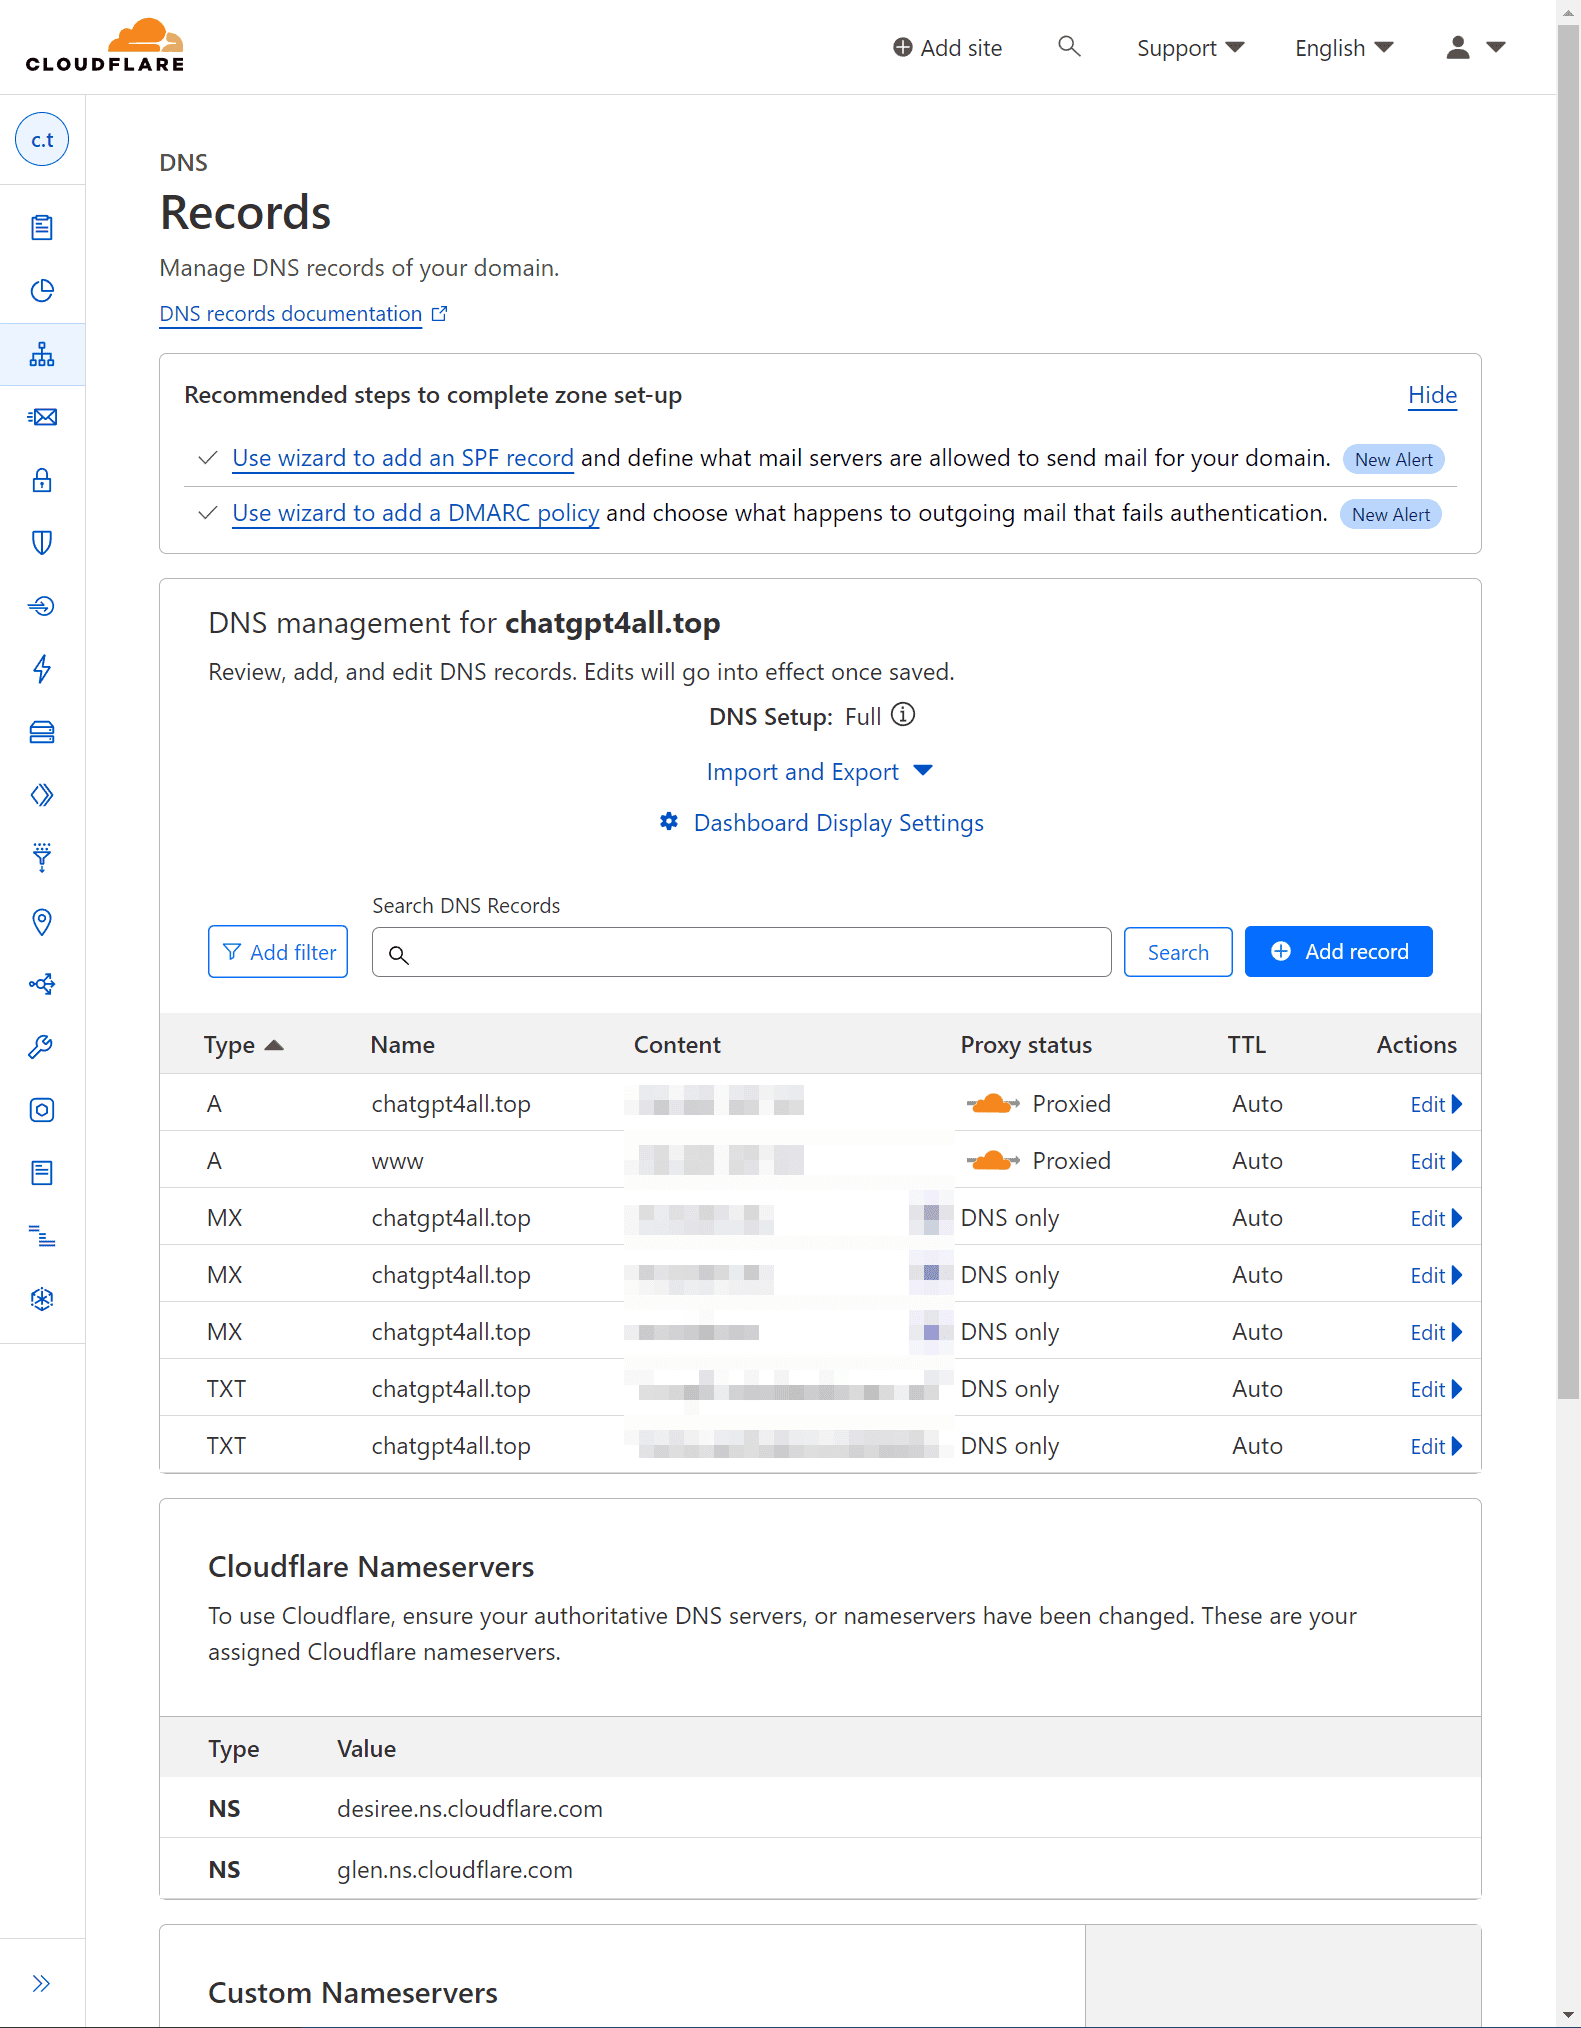 CLOUDFLARE
Add site
Support
English
c.t
DNS
Records
Manage DNS records of your domain.
DNS records documentation
Recommended steps to complete zone set-up
Hide
Use wizard to add an SPF record and define what mail servers are allowed to send mail for your domain. New Alert
Use wizard to add a DMARC policy and choose what happens to outgoing mail that fails authentication. New Alert
DNS management for chatgpt4all.top
Review, add, and edit DNS records. Edits will go into effect once saved.
DNS Setup: Full
Import and Export
Dashboard Display Settings
Search DNS Records
Add filter
Search
Add record
Type Name Content Proxy status TTL Actions
A chatgpt4all.top Proxied Auto Edit
A www Proxied Auto Edit
MX chatgpt4all.top DNS only Auto Edit
MX chatgpt4all.top DNS only Auto Edit
MX chatgpt4all.top DNS only Auto Edit
TXT chatgpt4all.top DNS only Auto Edit
TXT chatgpt4all.top DNS only Auto Edit
Cloudflare Nameservers
To use Cloudflare, ensure your authoritative DNS servers, or nameservers have been changed. These are your
assigned Cloudflare nameservers.
Type Value
NS desiree.ns.cloudflare.com
NS glen.ns.cloudflare.com
Custom Nameservers